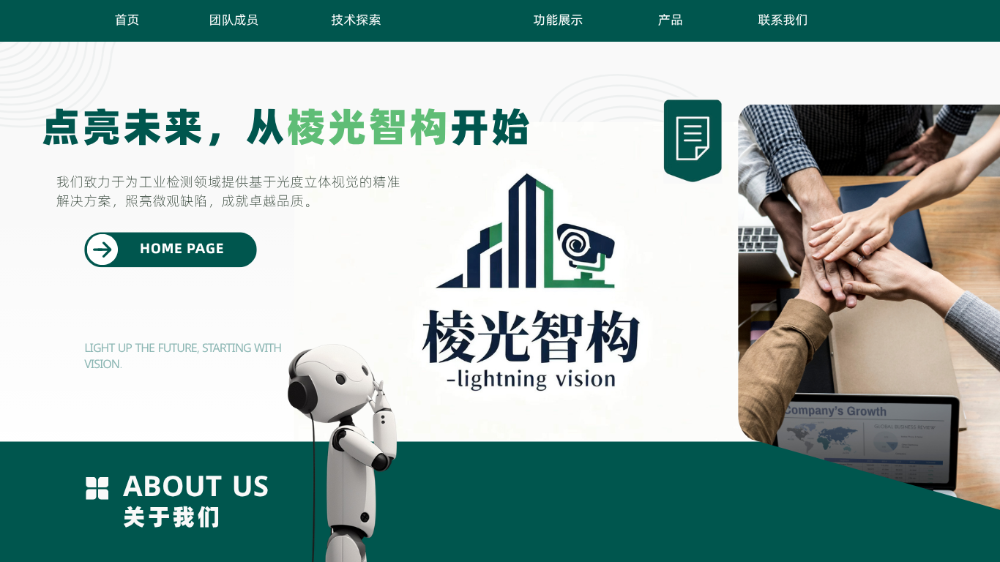 首页
团队成员
技术探索
功能展示
产品
联系我们
点亮未来，从棱光智构开始
我们致力于为工业检测领域提供基于光度立体视觉的精准
解决方案，照亮微观缺陷，成就卓越品质。
HOME PAGE
棱光智构
-lightning vision
LIGHT UP THE FUTURE, STARTING WITH
VISION.
Company's Growth
GLOBAL BUSINESS REVIEW
ABOUT US
关于我们